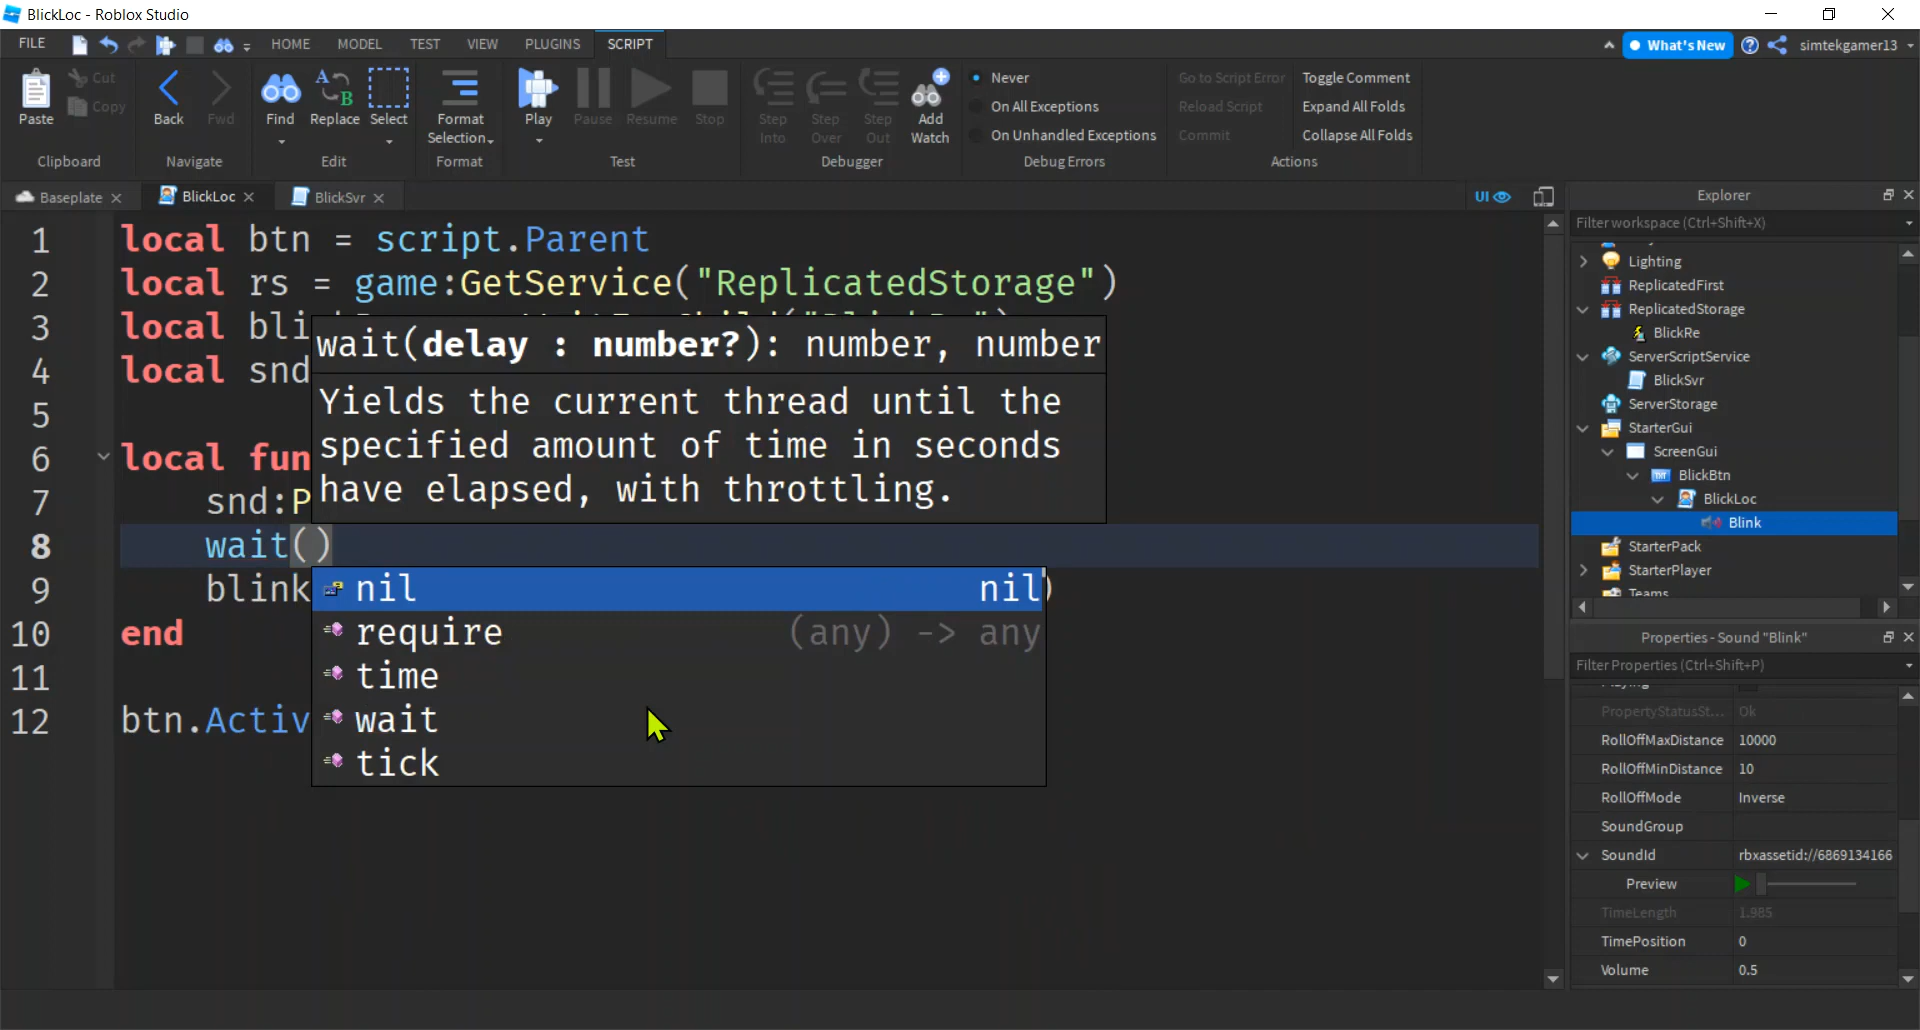 BlickLoc - Roblox Studio
FILE HOME MODEL TEST VIEW PLUGINS SCRIPT What's New simtekgamer13
Paste Cut Copy Clipboard
Back Fwd Navigate
Find Replace Select Edit
Format Selection Format
Play Pause Resume Stop Test
Step Into Step Over Step Out Add Watch Debugger
Never
On All Exceptions
On Unhandled Exceptions
Debug Errors
Go to Script Error Toggle Comment
Reload Script Expand All Folds
Commit Collapse All Folds
Actions
Baseplate BlickLoc BlickSvr UI
1 local btn = script.Parent
2 local rs = game:GetService("ReplicatedStorage")
3 local bli
4 local snd
5
6 local fun
7 snd:P
8 wait()
9 blink )
10 end
11
12 btn.Activ
wait(delay : number?): number, number
Yields the current thread until the
specified amount of time in seconds
have elapsed, with throttling.
nil nil
require (any) -> any
time
wait
tick
Explorer
Filter workspace (Ctrl+Shift+X)
Lighting
ReplicatedFirst
ReplicatedStorage
BlickRe
ServerScriptService
BlickSvr
ServerStorage
StarterGui
ScreenGui
BlickBtn
BlickLoc
Blink
StarterPack
StarterPlayer
Teams
Properties - Sound "Blink"
Filter Properties (Ctrl+Shift+P)
Playing
PropertyStatusSt... Ok
RollOffMaxDistance 10000
RollOffMinDistance 10
RollOffMode Inverse
SoundGroup
SoundId rbxassetid://6869134166
Preview
TimeLength 1.985
TimePosition 0
Volume 0.5